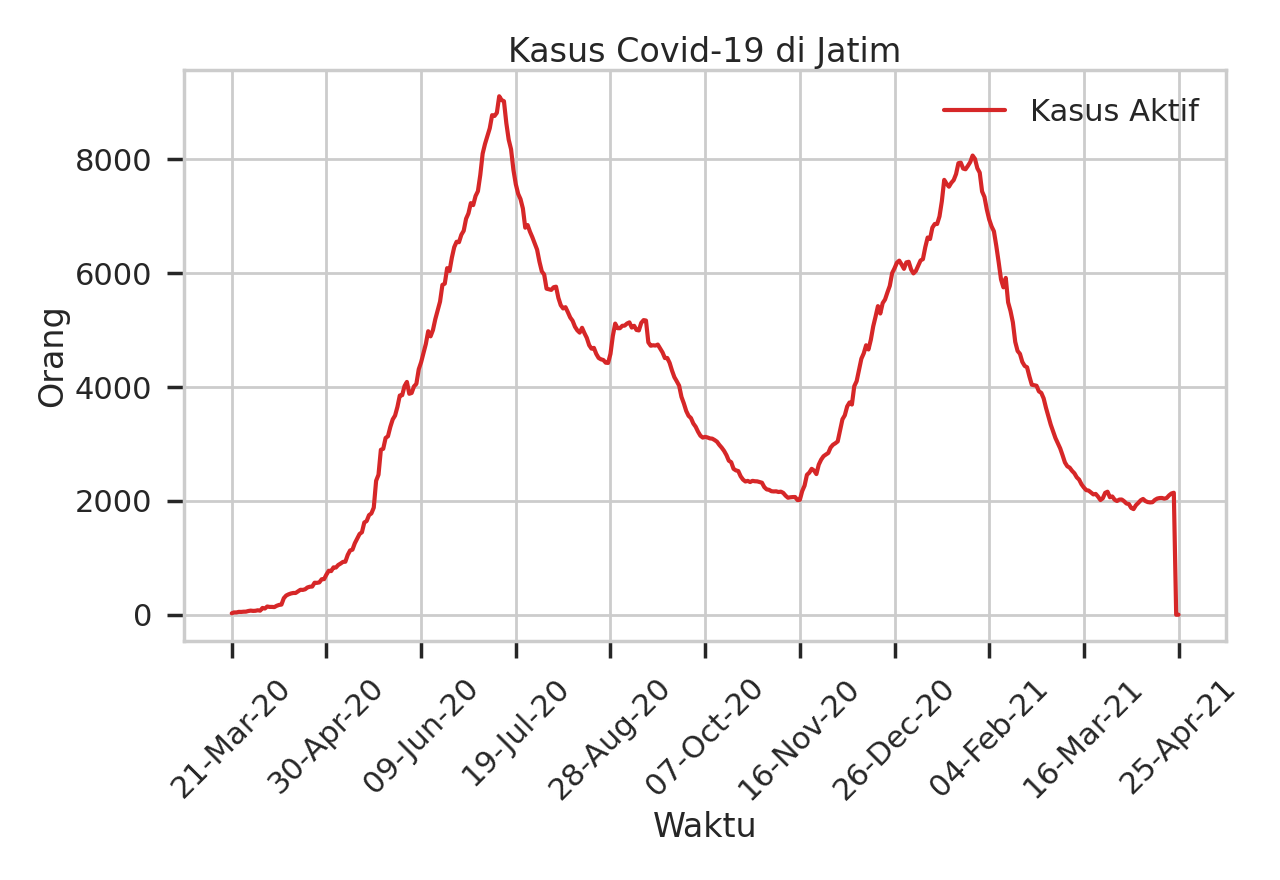 Kasus Covid-19 di Jatim
Kasus Aktif
Orang
8000
6000
4000
2000
0
21-Mar-20
30-Apr-20
09-Jun-20
19-Jul-20
28-Aug-20
07-Oct-20
16-Nov-20
26-Dec-20
04-Feb-21
16-Mar-21
25-Apr-21
Waktu